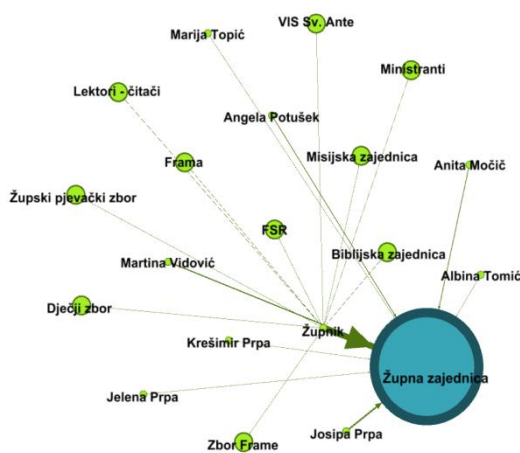 VIS Sv. Ante
Marija Topić
Ministranti
Lektori - čitači
Angela Potušek
Misijska zajednica
Frama
Anita Močič
Župski pjevački zbor
FSR
Biblijska zajednica
Martina Vidović
Albina Tomić
Dječji zbor
Župnik
Krešimir Prpa
Župna zajednica
Jelena Prpa
Josipa Prpa
Zbor Frame